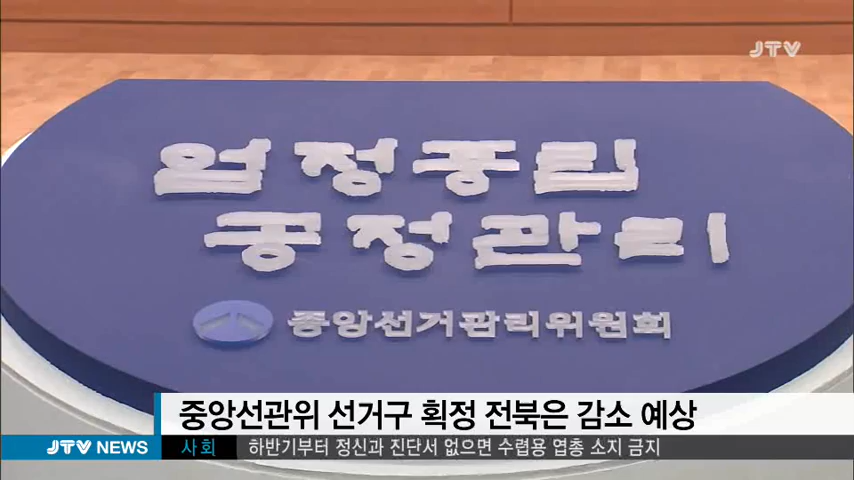 JTV
엄정중립
공정관리
중앙선거관리위원회
중앙선관위 선거구 획정 전북은 감소 예상
JTV NEWS 사회 하반기부터 정신과 진단서 없으면 수렵용 엽총 소지 금지